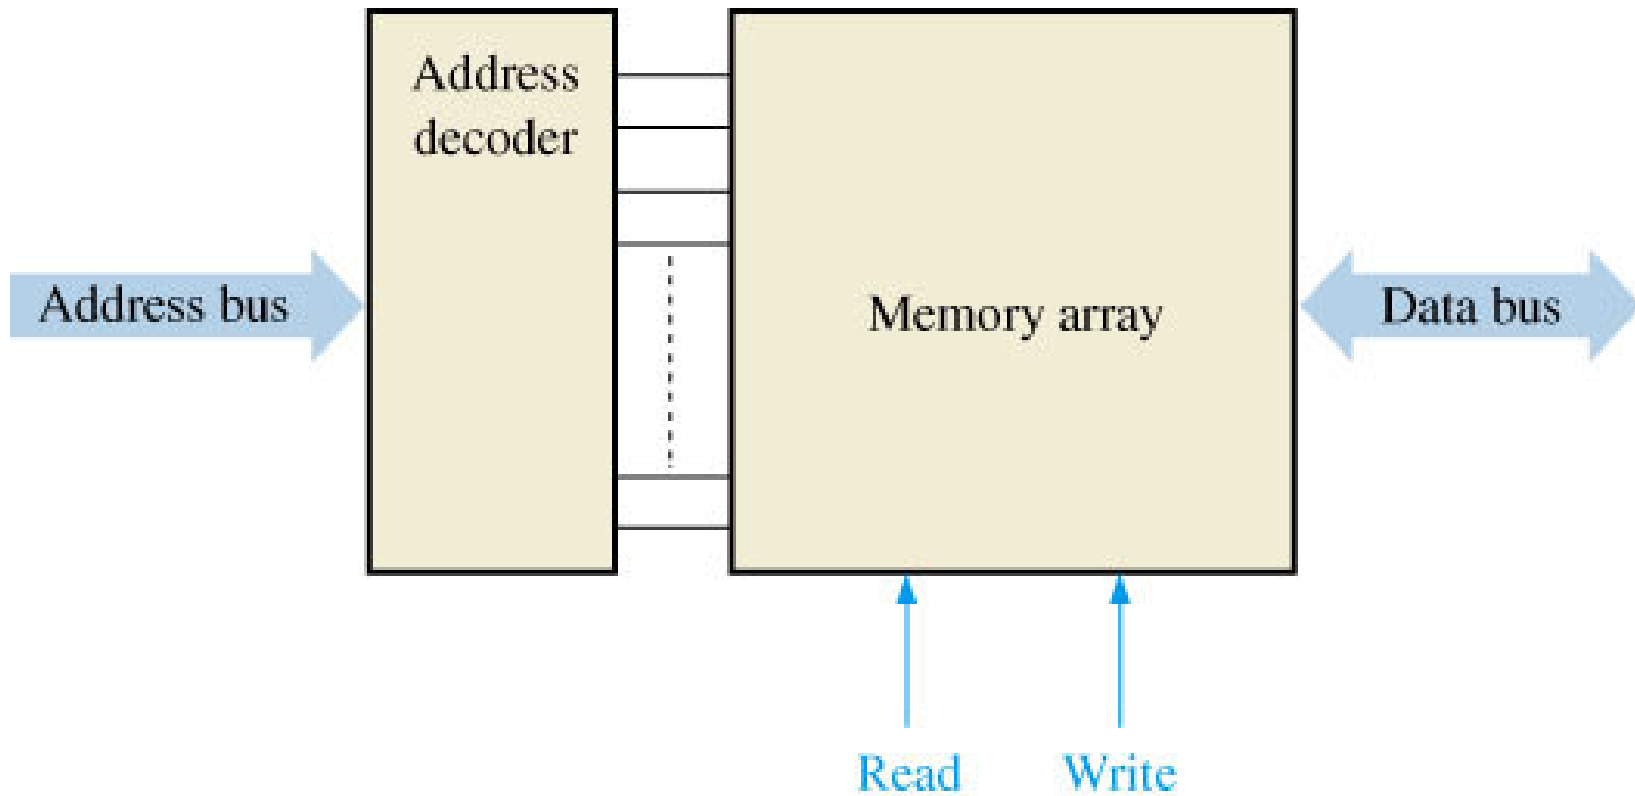 Address
decoder
Address bus
Memory array
Data bus
Read
Write